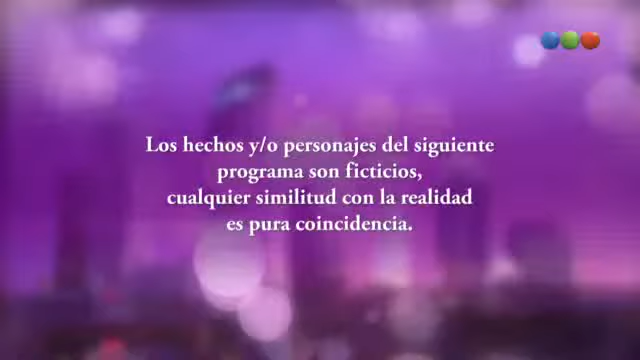 Los hechos y/o personajes del siguiente
programa son ficticios,
cualquier similitud con la realidad
es pura coincidencia.